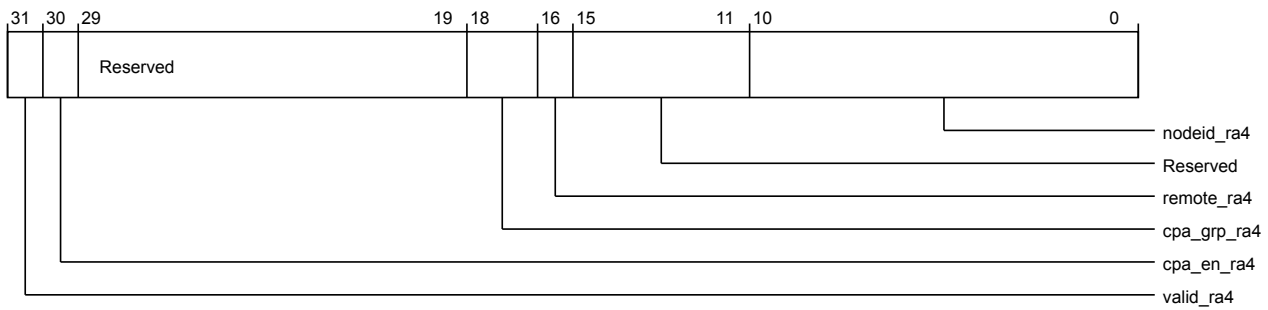 31 30 29 19 18 16 15 11 10 0
Reserved
nodeid_ra4
Reserved
remote_ra4
cpa_grp_ra4
cpa_en_ra4
valid_ra4